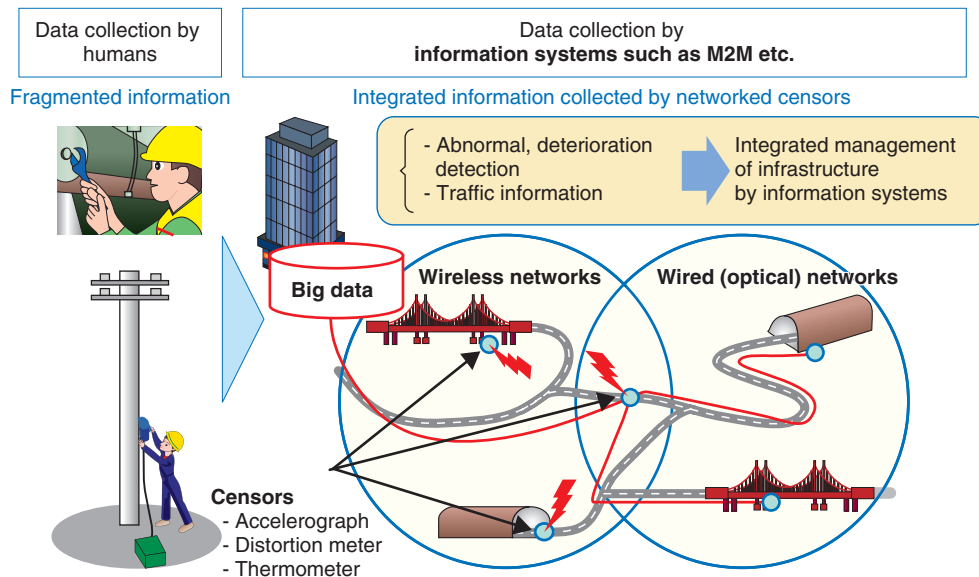 Data collection by
humans
Data collection by
information systems such as M2M etc.
Fragmented information
Integrated information collected by networked censors
- Abnormal, deterioration
detection
- Traffic information
Integrated management
of infrastructure
by information systems
Big data
Wireless networks
Wired (optical) networks
Censors
- Accelerograph
- Distortion meter
- Thermometer